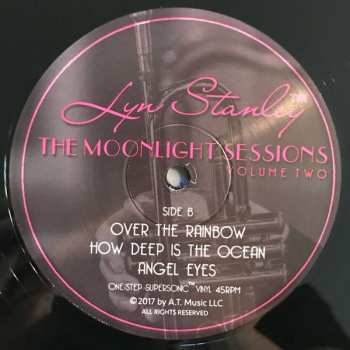 Lyn Stanley
THE MOONLIGHT SESSIONS
VOLUME TWO
SIDE B
OVER THE RAINBOW
HOW DEEP IS THE OCEAN
ANGEL EYES
ONE-STEP-SUPERSONIC™ VINYL 45RPM
©2017 by A.T. Music LLC
ALL RIGHTS RESERVED